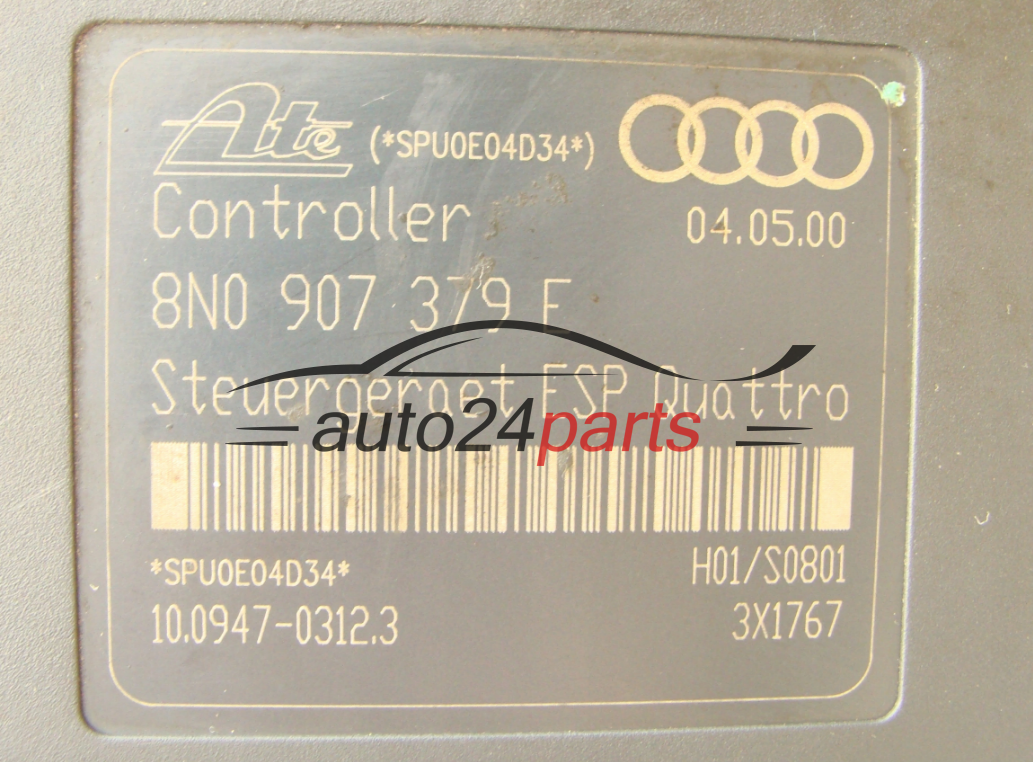 Ate (*SPU0E04D34*)
Controller 04.05.00
8N0 907 379 E
Steuergeraet ESP Quattro
auto24parts
*SPU0E04D34* H01/S0801
10.0947-0312.3 3X1767